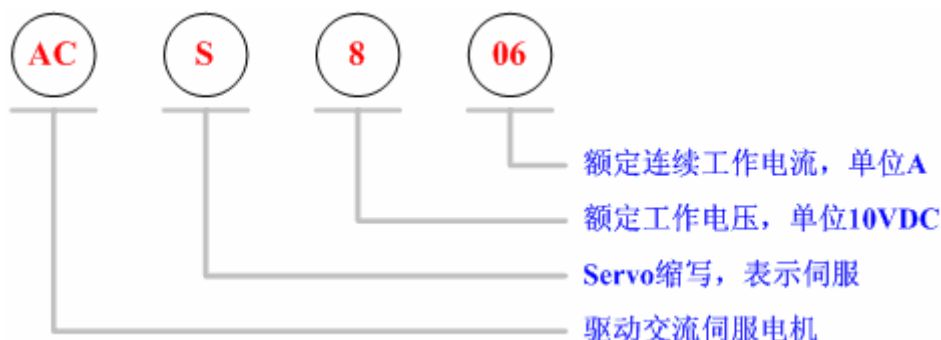 AC S 8 06
额定连续工作电流，单位A
额定工作电压，单位10VDC
Servo缩写，表示伺服
驱动交流伺服电机